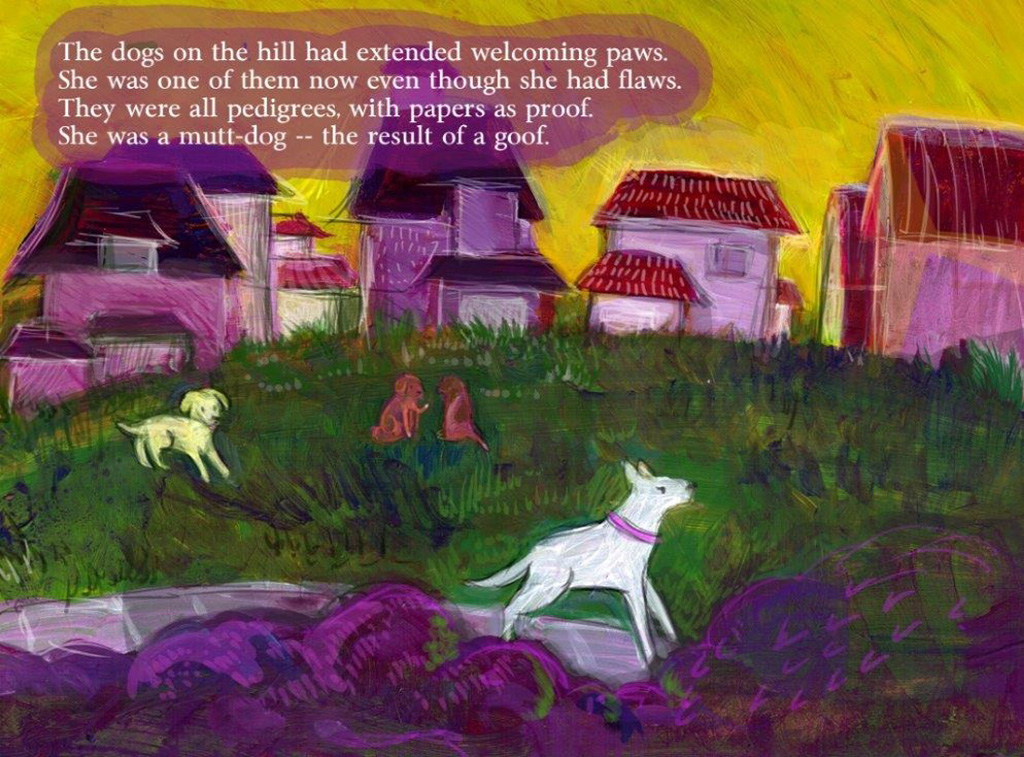 The dogs on the hill had extended welcoming paws.
She was one of them now even though she had flaws.
They were all pedigrees, with papers as proof.
She was a mutt-dog -- the result of a goof.